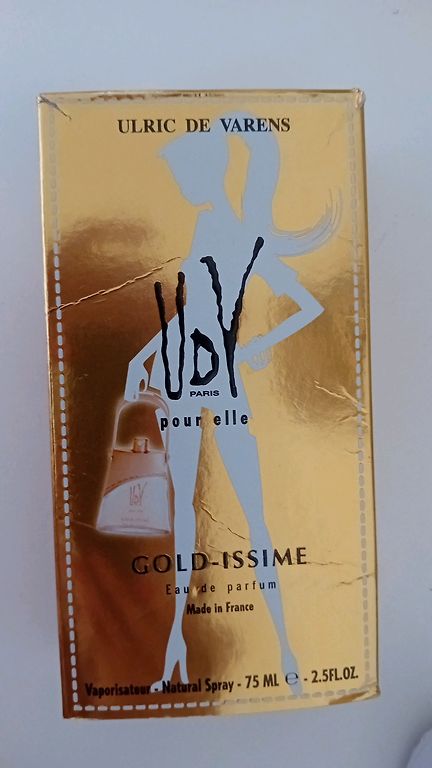 ULRIC DE VARENS
UDV
PARIS
pour elle
UDV
GOLD-ISSIME
Eau de parfum
Made in France
Vaporisateur - Natural Spray - 75 ML ℮ - 2.5FL.OZ.